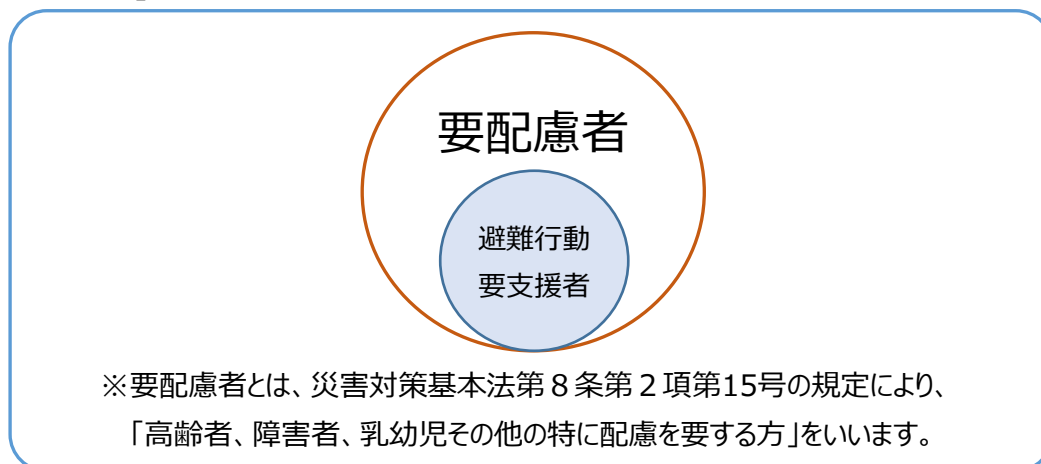 要配慮者
避難行動
要支援者
※要配慮者とは、災害対策基本法第８条第２項第15号の規定により、
「高齢者、障害者、乳幼児その他の特に配慮を要する方」をいいます。